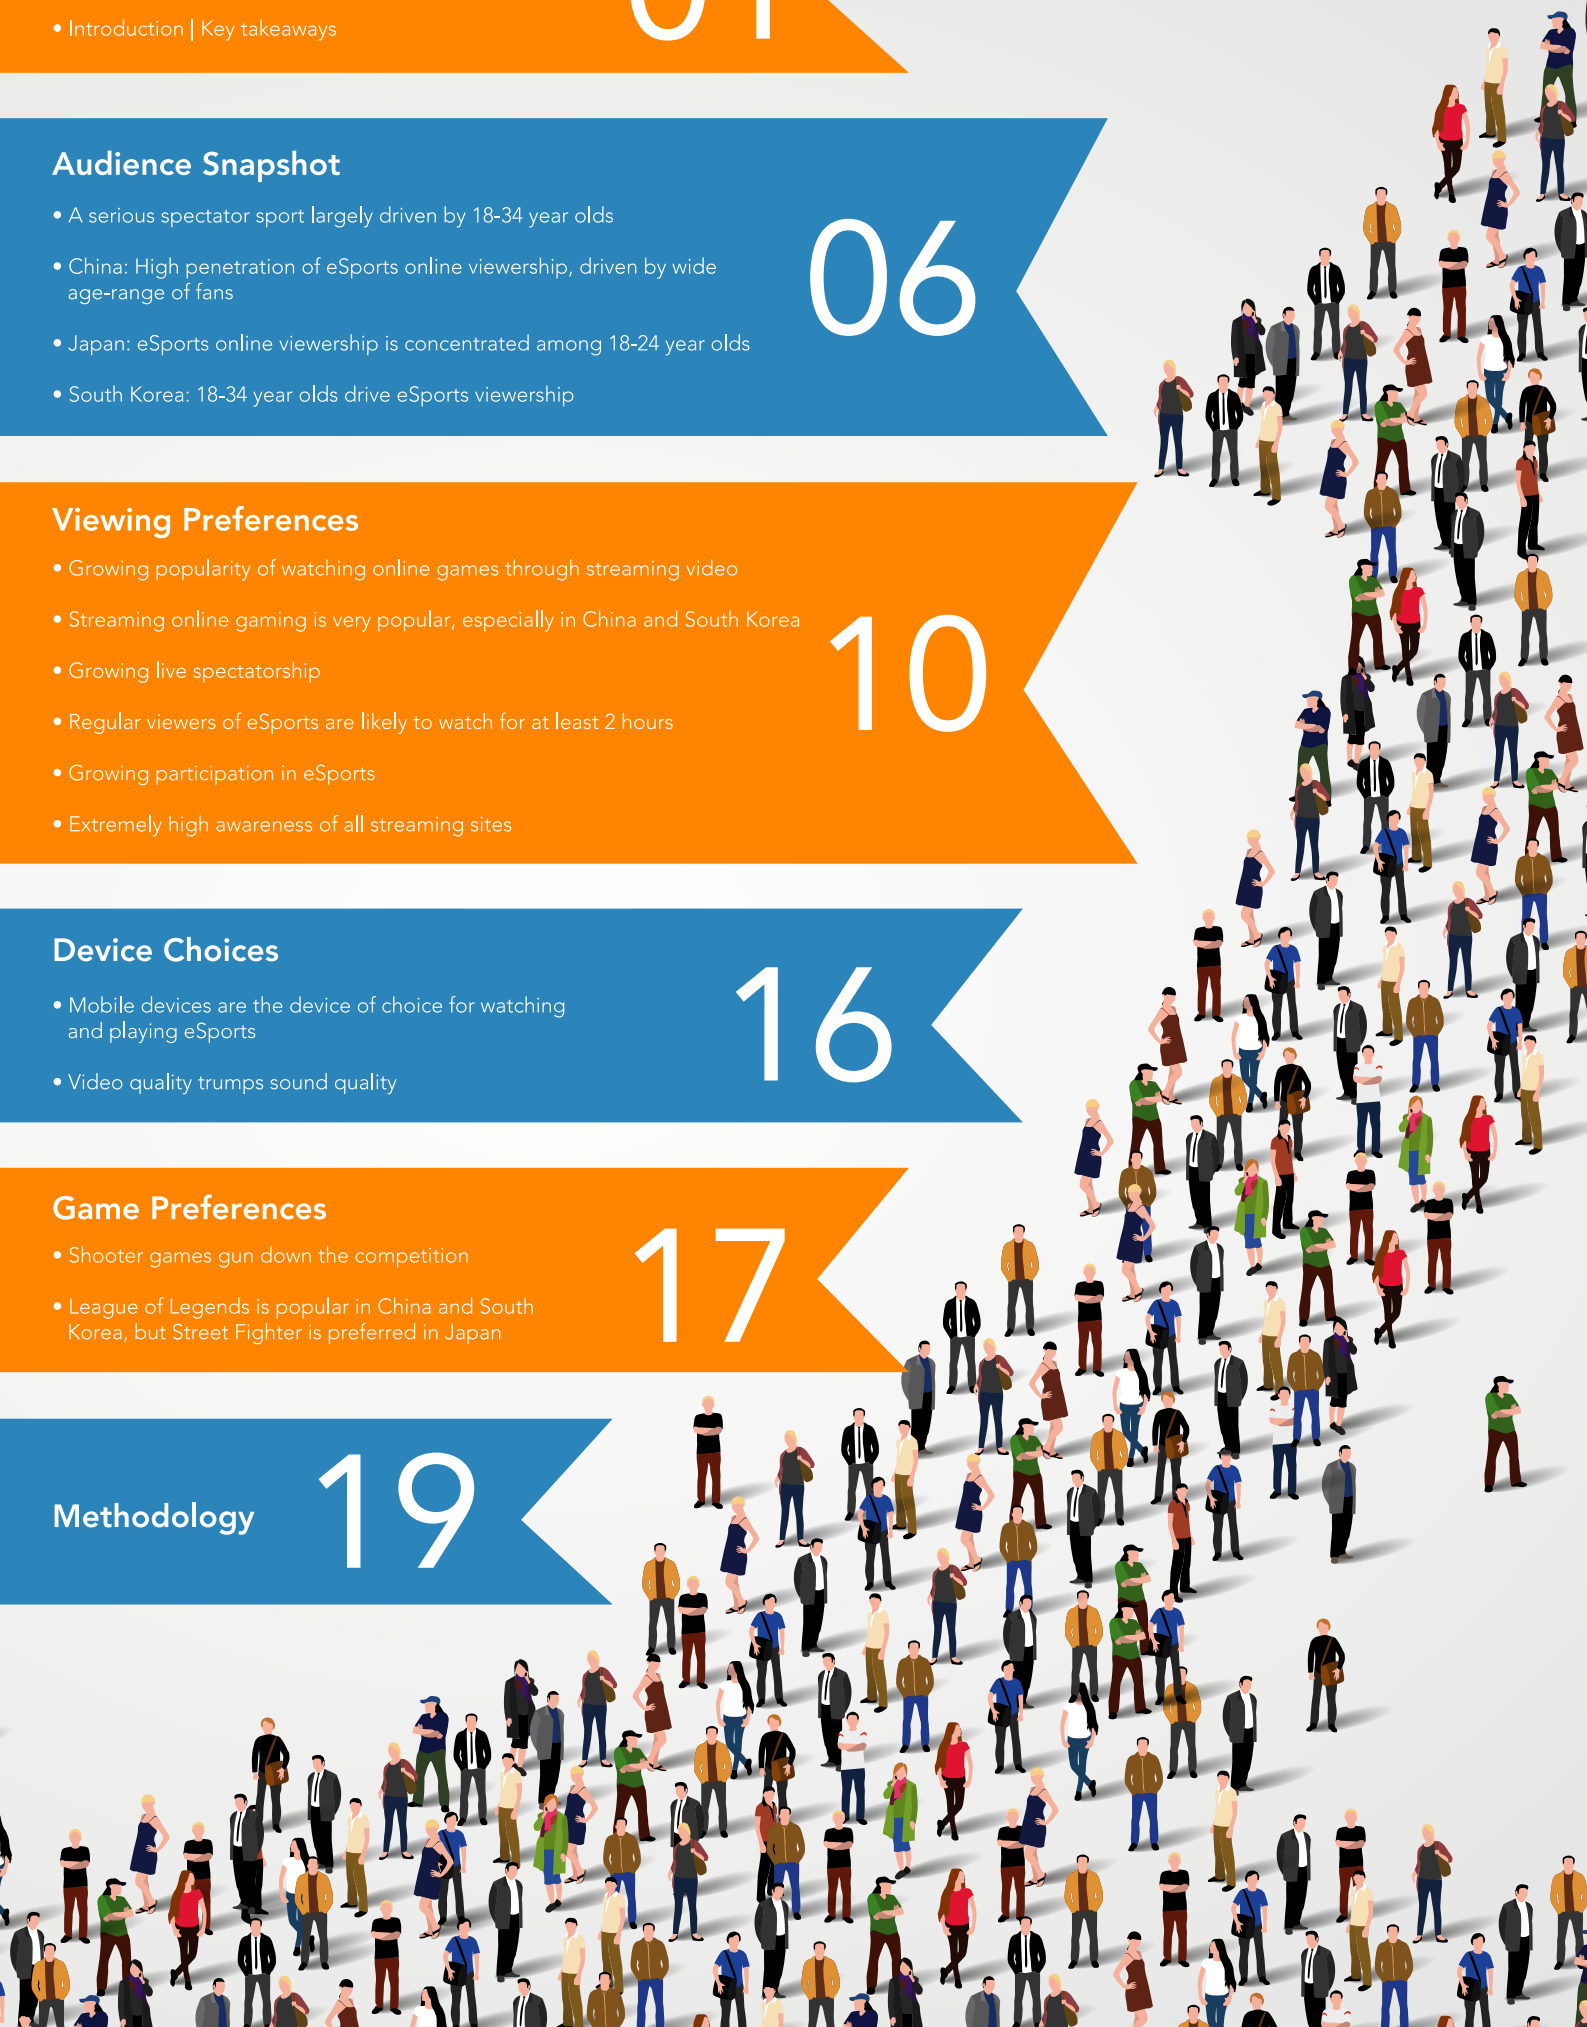 • Introduction | Key takeaways
Audience Snapshot
• A serious spectator sport largely driven by 18-34 year olds
• China: High penetration of eSports online viewership, driven by wide
age-range of fans
• Japan: eSports online viewership is concentrated among 18-24 year olds
• South Korea: 18-34 year olds drive eSports viewership
06
Viewing Preferences
• Growing popularity of watching online games through streaming video
• Streaming online gaming is very popular, especially in China and South Korea
• Growing live spectatorship
• Regular viewers of eSports are likely to watch for at least 2 hours
• Growing participation in eSports
• Extremely high awareness of all streaming sites
10
Device Choices
• Mobile devices are the device of choice for watching
and playing eSports
• Video quality trumps sound quality
16
Game Preferences
• Shooter games gun down the competition
• League of Legends is popular in China and South
Korea, but Street Fighter is preferred in Japan
17
Methodology
19